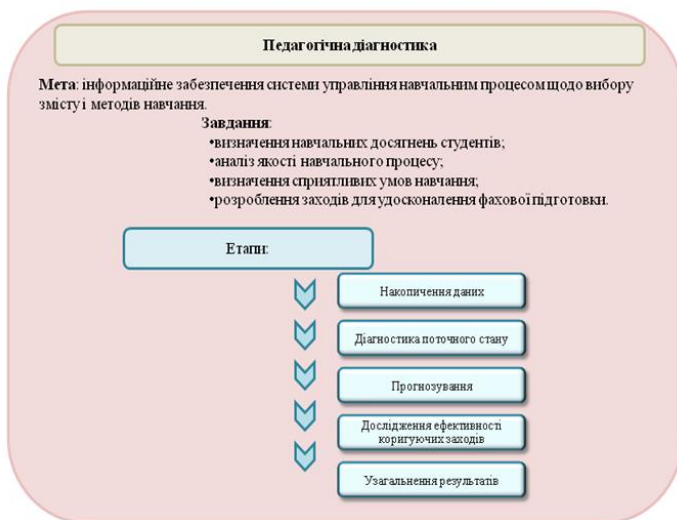 Педагогічна діагностика
Мета: інформаційне забезпечення системи управління навчальним процесом щодо вибору
змісту і методів навчання.
Завдання:
•визначення навчальних досягнень студентів;
•аналіз якості навчального процесу;
•визначення сприятливих умов навчання;
•розроблення заходів для удосконалення фахової підготовки.
Етапи:
Накопичення даних
Діагностика поточного стану
Прогнозування
Дослідження ефективності
коригуючих заходів
Узагальнення результатів